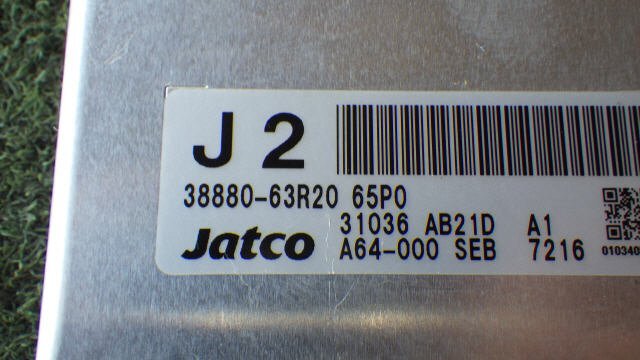 J 2
38880-63R20 65P0
31036 AB21D A1
Jatco A64-000 SEB 7216